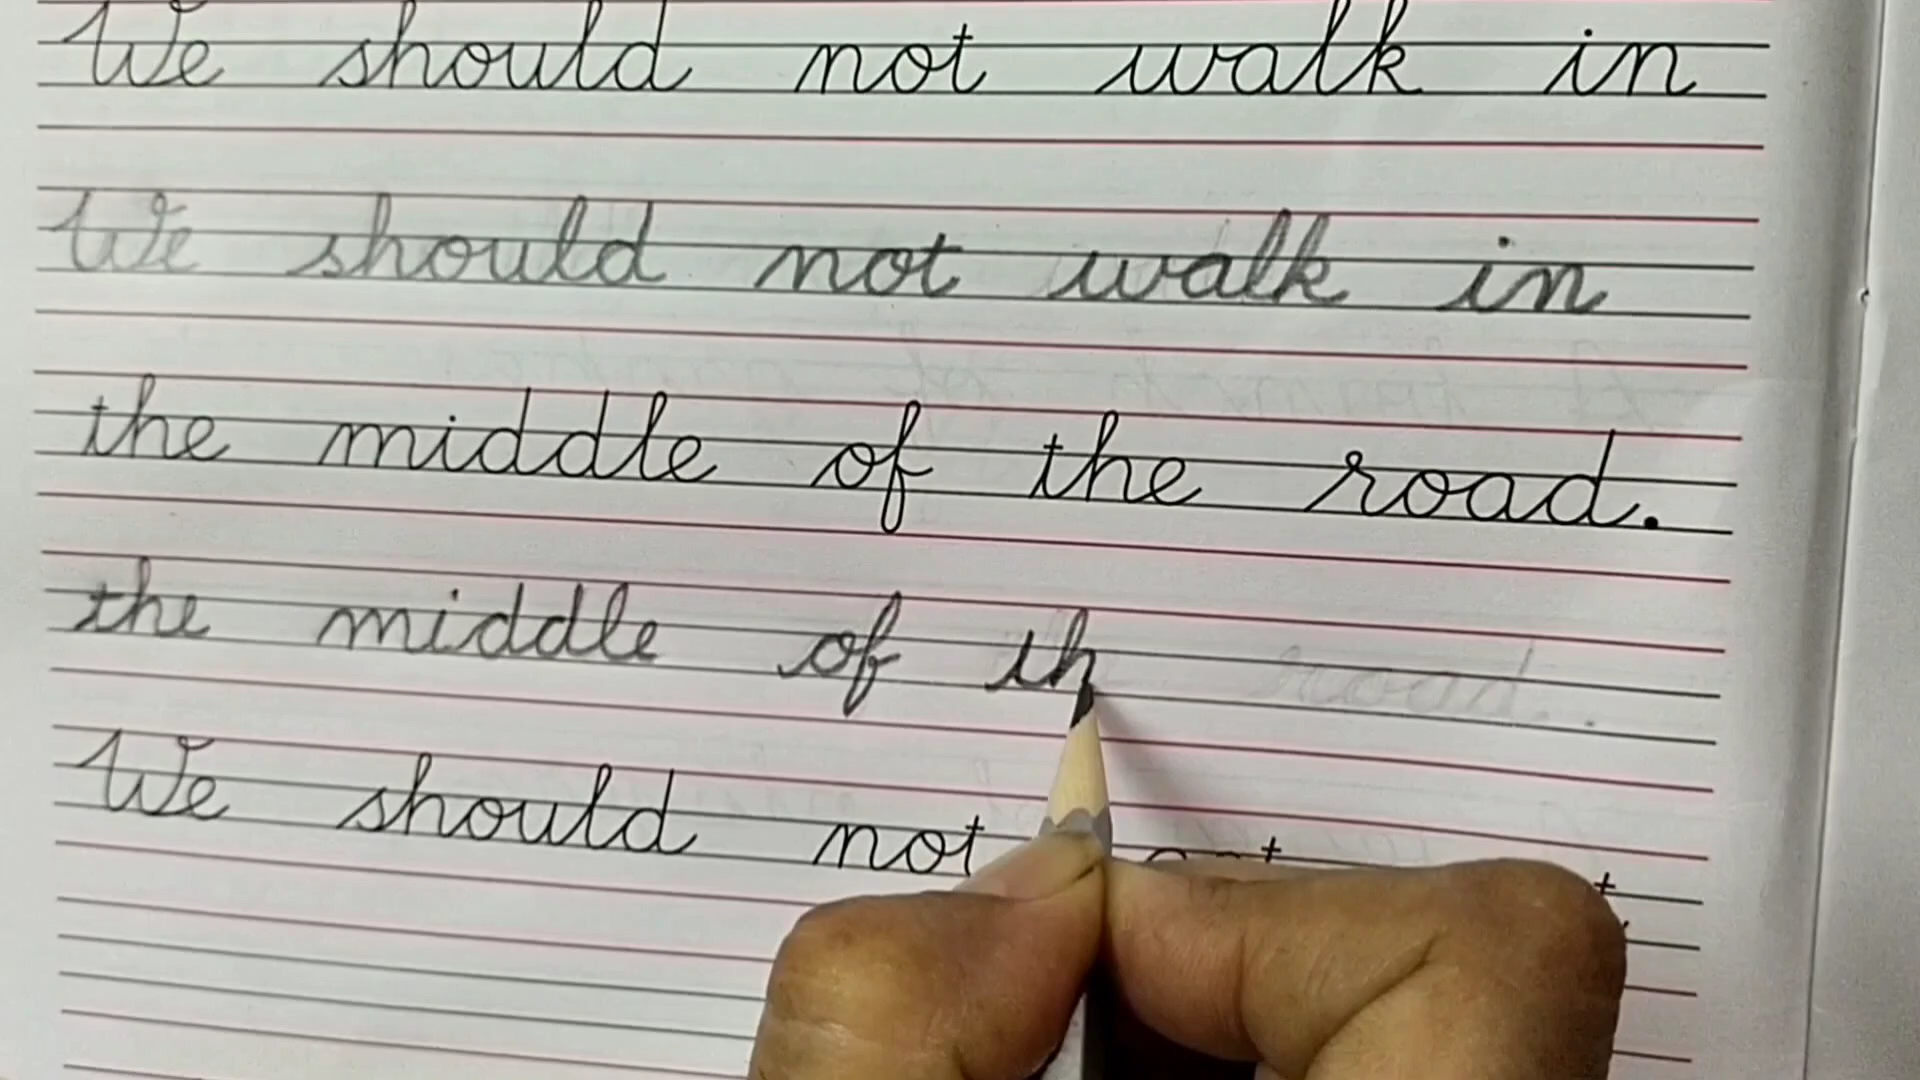 We should not walk in
We should not walk in
the middle of the road.
the middle of th road.
We should not